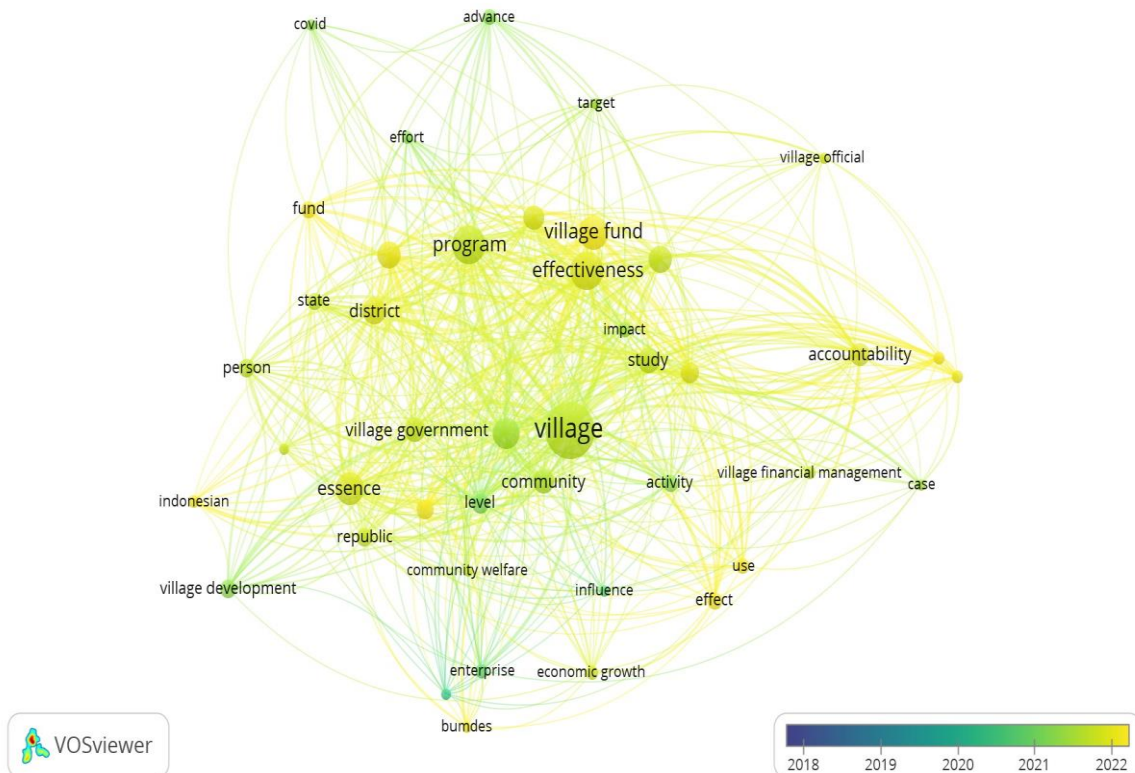 covid
advance
target
effort
village official
fund
village fund
program
effectiveness
state
district
impact
accountability
person
study
village government
village
village financial management
essence
community
activity
case
indonesian
level
republic
use
community welfare
village development
influence
effect
enterprise
economic growth
bumdes
VOSviewer
2018 2019 2020 2021 2022